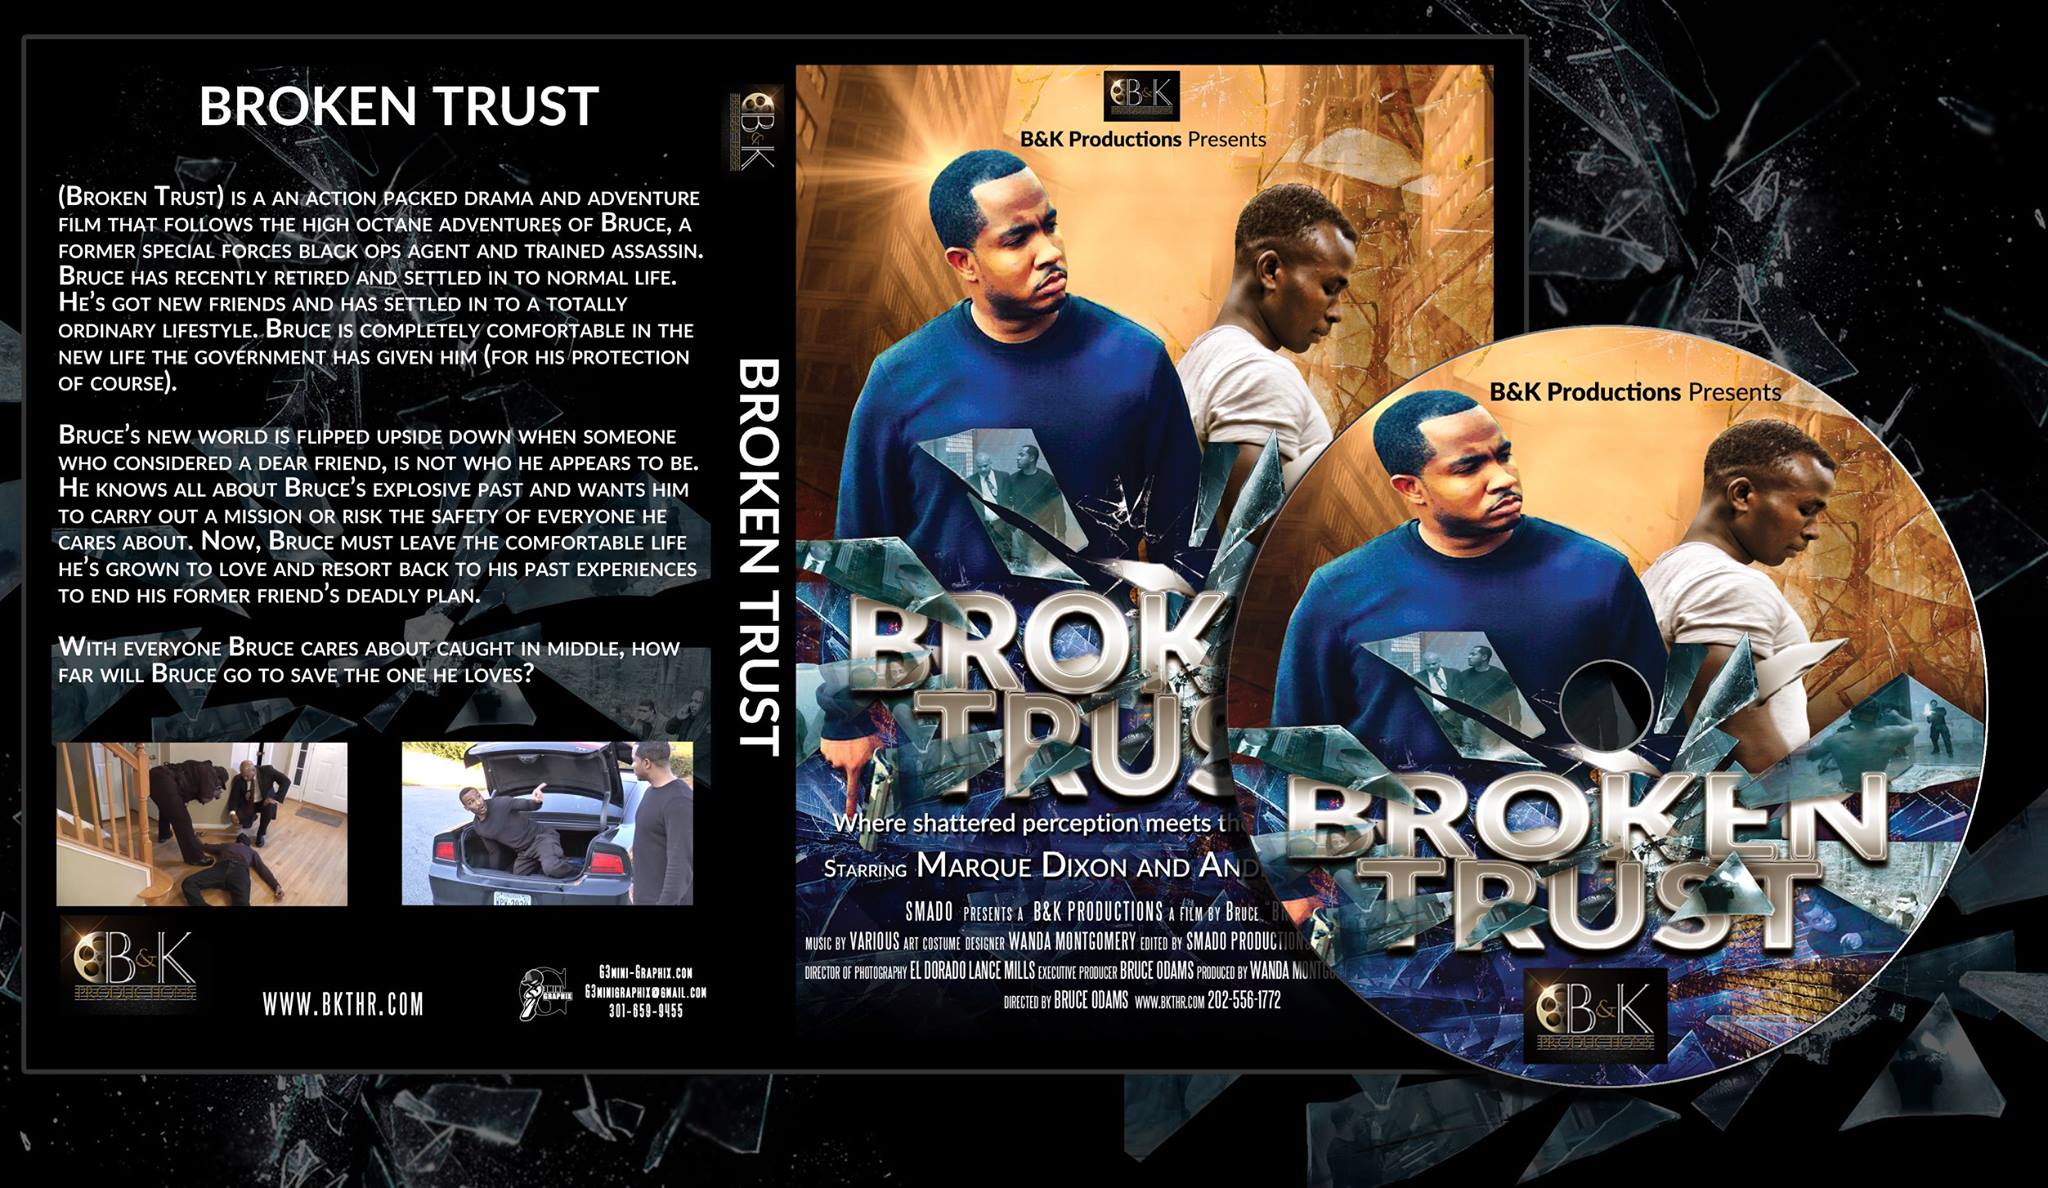 BROKEN TRUST
(Broken Trust) is a an action packed drama and adventure
film that follows the high octane adventures of Bruce, a
former special forces black ops agent and trained assassin.
Bruce has recently retired and settled in to normal life.
He's got new friends and has settled in to a totally
ordinary lifestyle. Bruce is completely comfortable in the
new life the government has given him (for his protection
of course).
Bruce's new world is flipped upside down when someone
who considered a dear friend, is not who he appears to be.
He knows all about Bruce's explosive past and wants him
to carry out a mission or risk the safety of everyone he
cares about. Now, Bruce must leave the comfortable life
he's grown to love and resort back to his past experiences
to end his former friend's deadly plan.
With everyone Bruce cares about caught in middle, how
far will Bruce go to save the one he loves?
B&K
PRODUCTIONS
WWW.BKTHR.COM
GRAPHIX
G3mini-Graphix.com
G3minigraphix@gmail.com
301-659-9455
B&K
BROKEN TRUST
B&K
B&K Productions Presents
BROK
TRUS
Where shattered perception meets th
Starring Marque Dixon and And
SMADO presents a B&K PRODUCTIONS a film by Bruce
music by VARIOUS art costume designer WANDA MONTGOMERY edited by SMADO PRODUCTIONS
director of photography EL DORADO LANCE MILLS executive producer BRUCE ODAMS produced by WANDA MONTG
directed by BRUCE ODAMS www.bkthr.com 202-556-1772
B&K Productions Presents
BROKEN
TRUST
B&K
PRODUCTIONS